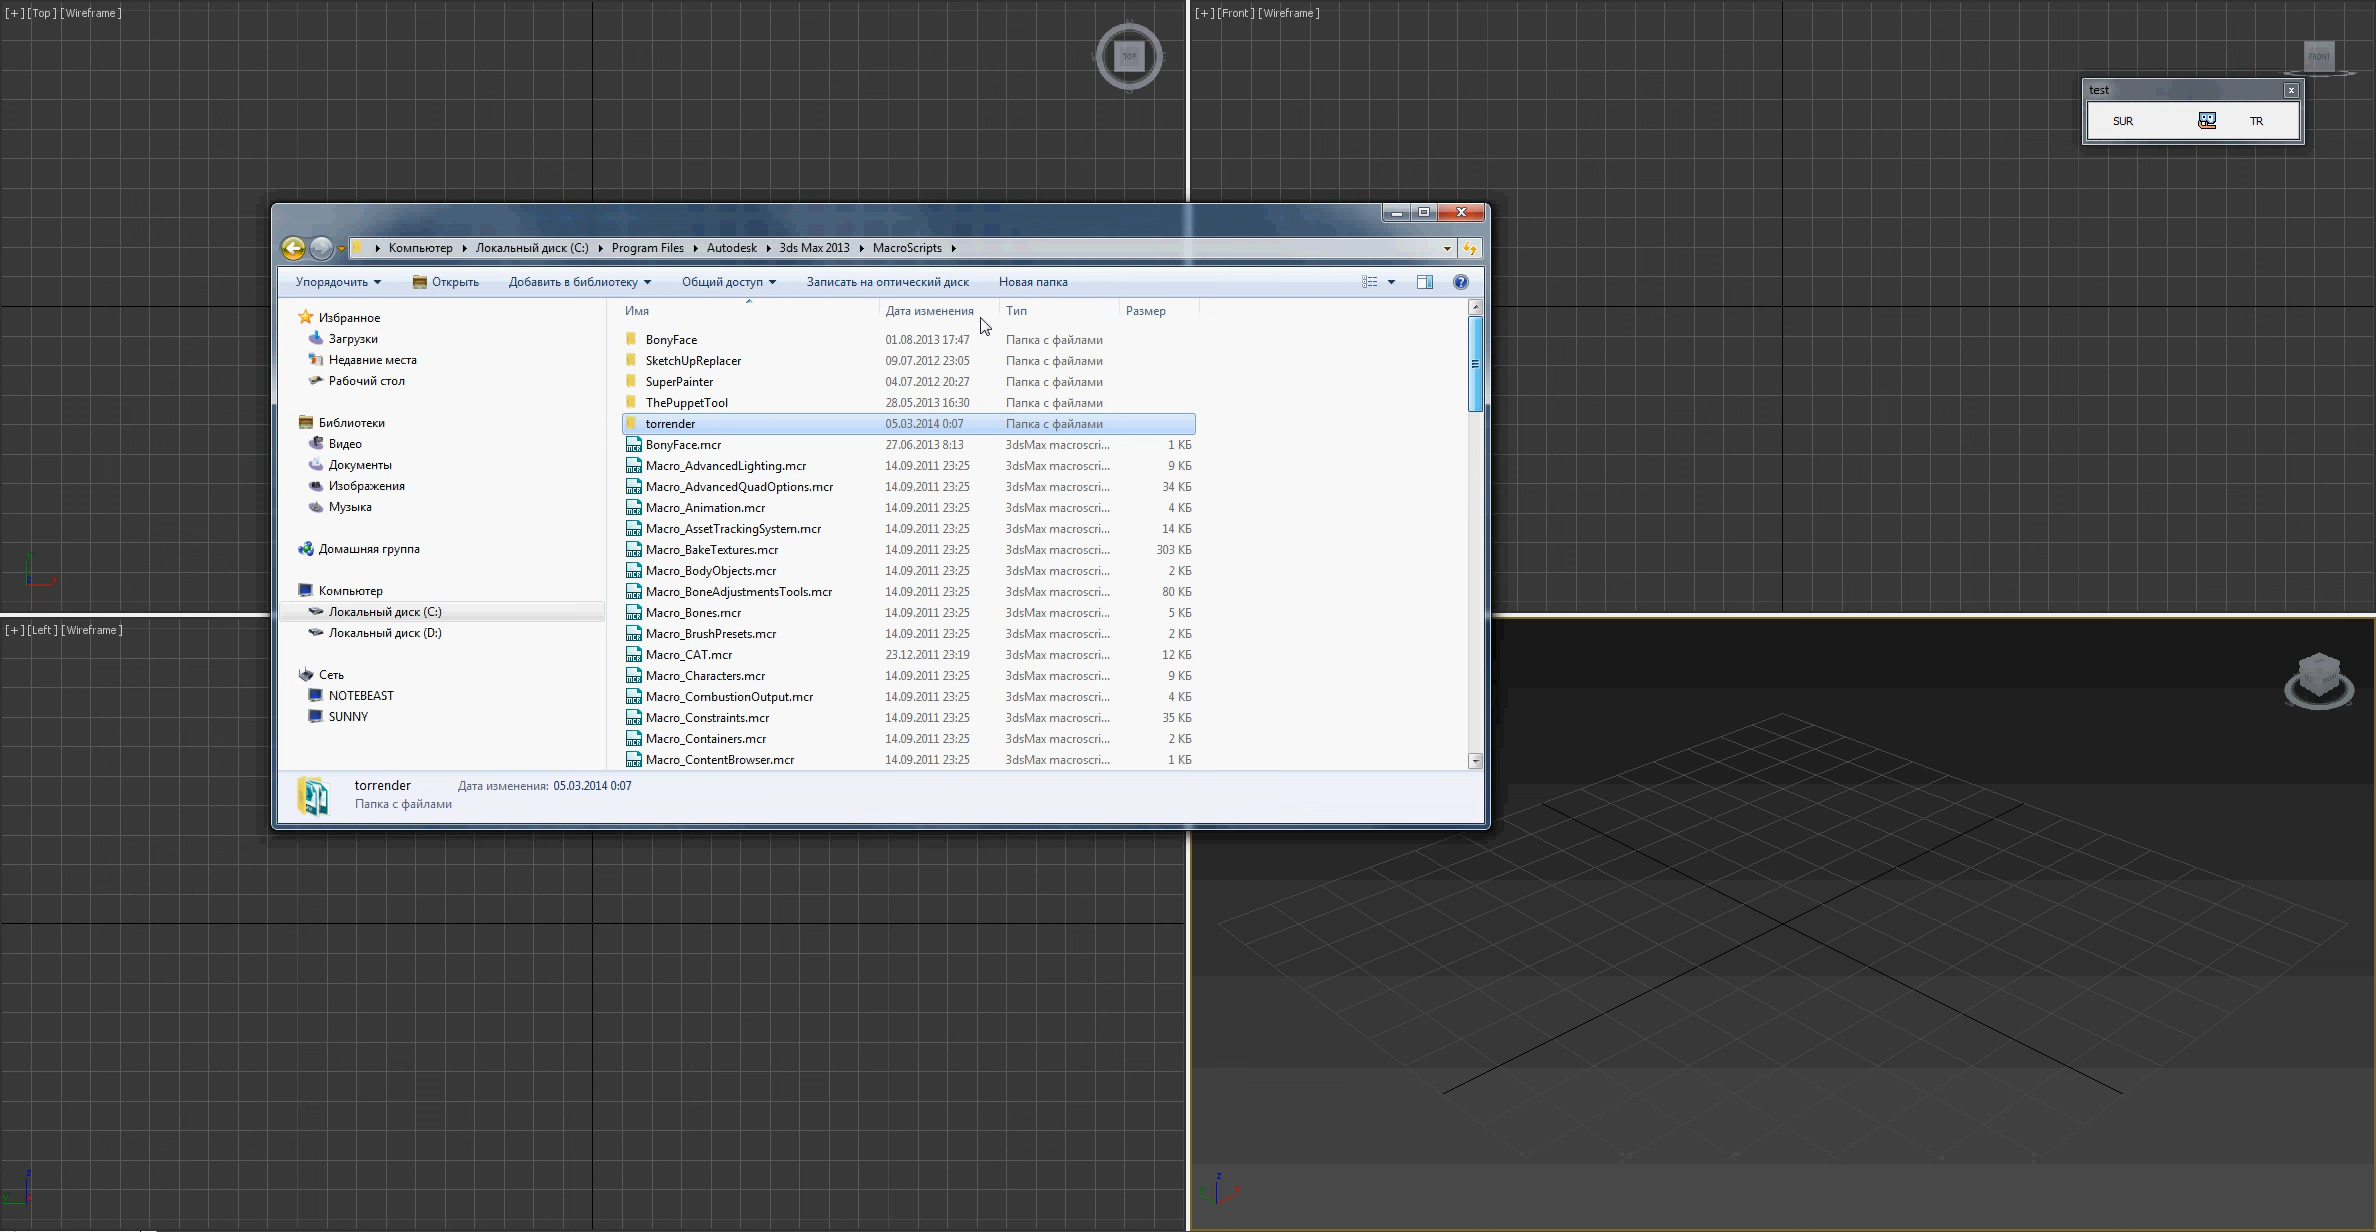 [+] [Top] [Wireframe]
TOP
[+] [Front] [Wireframe]
FRONT
test
SUR TR
Компьютер Локальный диск (C:) Program Files Autodesk 3ds Max 2013 MacroScripts
Упорядочить Открыть Добавить в библиотеку Общий доступ Записать на оптический диск Новая папка
Избранное
Загрузки
Недавние места
Рабочий стол
Библиотеки
Видео
Документы
Изображения
Музыка
Домашняя группа
Компьютер
Локальный диск (C:)
Локальный диск (D:)
Сеть
NOTEBEAST
SUNNY
Имя Дата изменения Тип Размер
BonyFace 01.08.2013 17:47 Папка с файлами
SketchUpReplacer 09.07.2012 23:05 Папка с файлами
SuperPainter 04.07.2012 20:27 Папка с файлами
ThePuppetTool 28.05.2013 16:30 Папка с файлами
torrender 05.03.2014 0:07 Папка с файлами
BonyFace.mcr 27.06.2013 8:13 3dsMax macroscri... 1 КБ
Macro_AdvancedLighting.mcr 14.09.2011 23:25 3dsMax macroscri... 9 КБ
Macro_AdvancedQuadOptions.mcr 14.09.2011 23:25 3dsMax macroscri... 34 КБ
Macro_Animation.mcr 14.09.2011 23:25 3dsMax macroscri... 4 КБ
Macro_AssetTrackingSystem.mcr 14.09.2011 23:25 3dsMax macroscri... 14 КБ
Macro_BakeTextures.mcr 14.09.2011 23:25 3dsMax macroscri... 303 КБ
Macro_BodyObjects.mcr 14.09.2011 23:25 3dsMax macroscri... 2 КБ
Macro_BoneAdjustmentsTools.mcr 14.09.2011 23:25 3dsMax macroscri... 80 КБ
Macro_Bones.mcr 14.09.2011 23:25 3dsMax macroscri... 5 КБ
Macro_BrushPresets.mcr 14.09.2011 23:25 3dsMax macroscri... 2 КБ
Macro_CAT.mcr 23.12.2011 23:19 3dsMax macroscri... 12 КБ
Macro_Characters.mcr 14.09.2011 23:25 3dsMax macroscri... 9 КБ
Macro_CombustionOutput.mcr 14.09.2011 23:25 3dsMax macroscri... 4 КБ
Macro_Constraints.mcr 14.09.2011 23:25 3dsMax macroscri... 35 КБ
Macro_Containers.mcr 14.09.2011 23:25 3dsMax macroscri... 2 КБ
Macro_ContentBrowser.mcr 14.09.2011 23:25 3dsMax macroscri... 1 КБ
torrender Дата изменения: 05.03.2014 0:07
Папка с файлами
[+] [Left] [Wireframe]